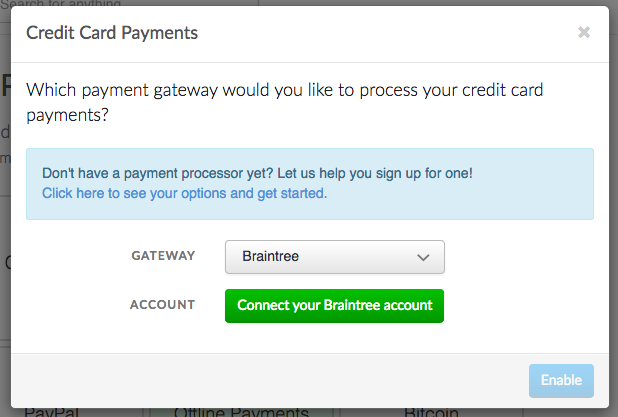 Search for anything
Credit Card Payments
×
Which payment gateway would you like to process your credit card
payments?
Don't have a payment processor yet? Let us help you sign up for one!
Click here to see your options and get started.
GATEWAY Braintree
ACCOUNT Connect your Braintree account
Enable
PayPal Offline Payments Bitcoin